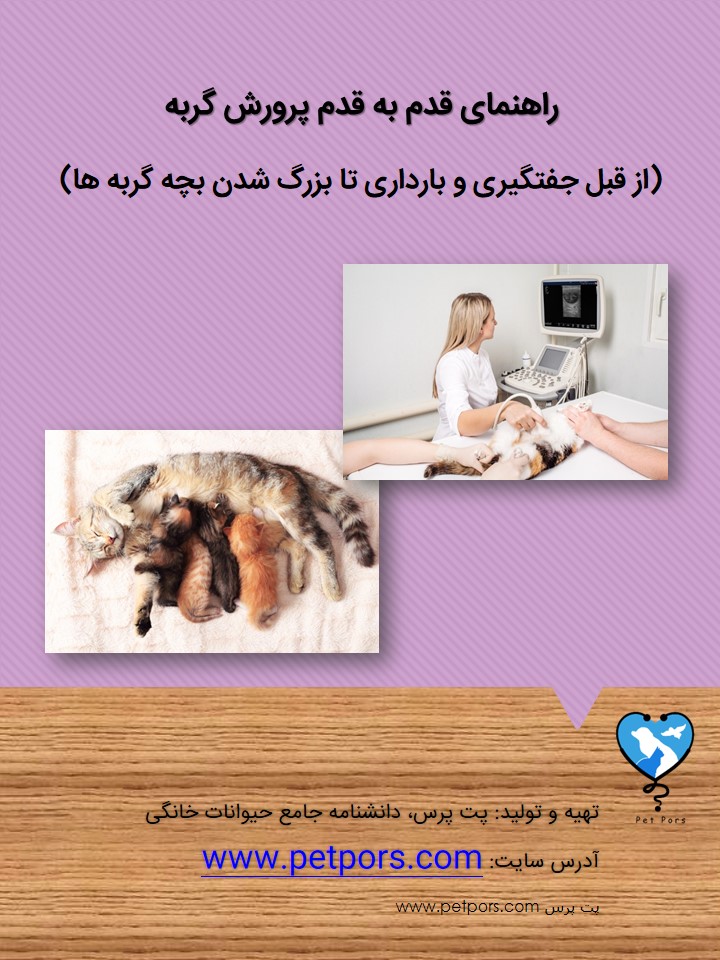 راهنمای قدم به قدم پرورش گربه
(از قبل جفتگیری و بارداری تا بزرگ شدن بچه گربه ها)
Pet Pors
تهیه و تولید: پت پرس، دانشنامه جامع حیوانات خانگی
آدرس سایت: www.petpors.com
پت پرس www.petpors.com